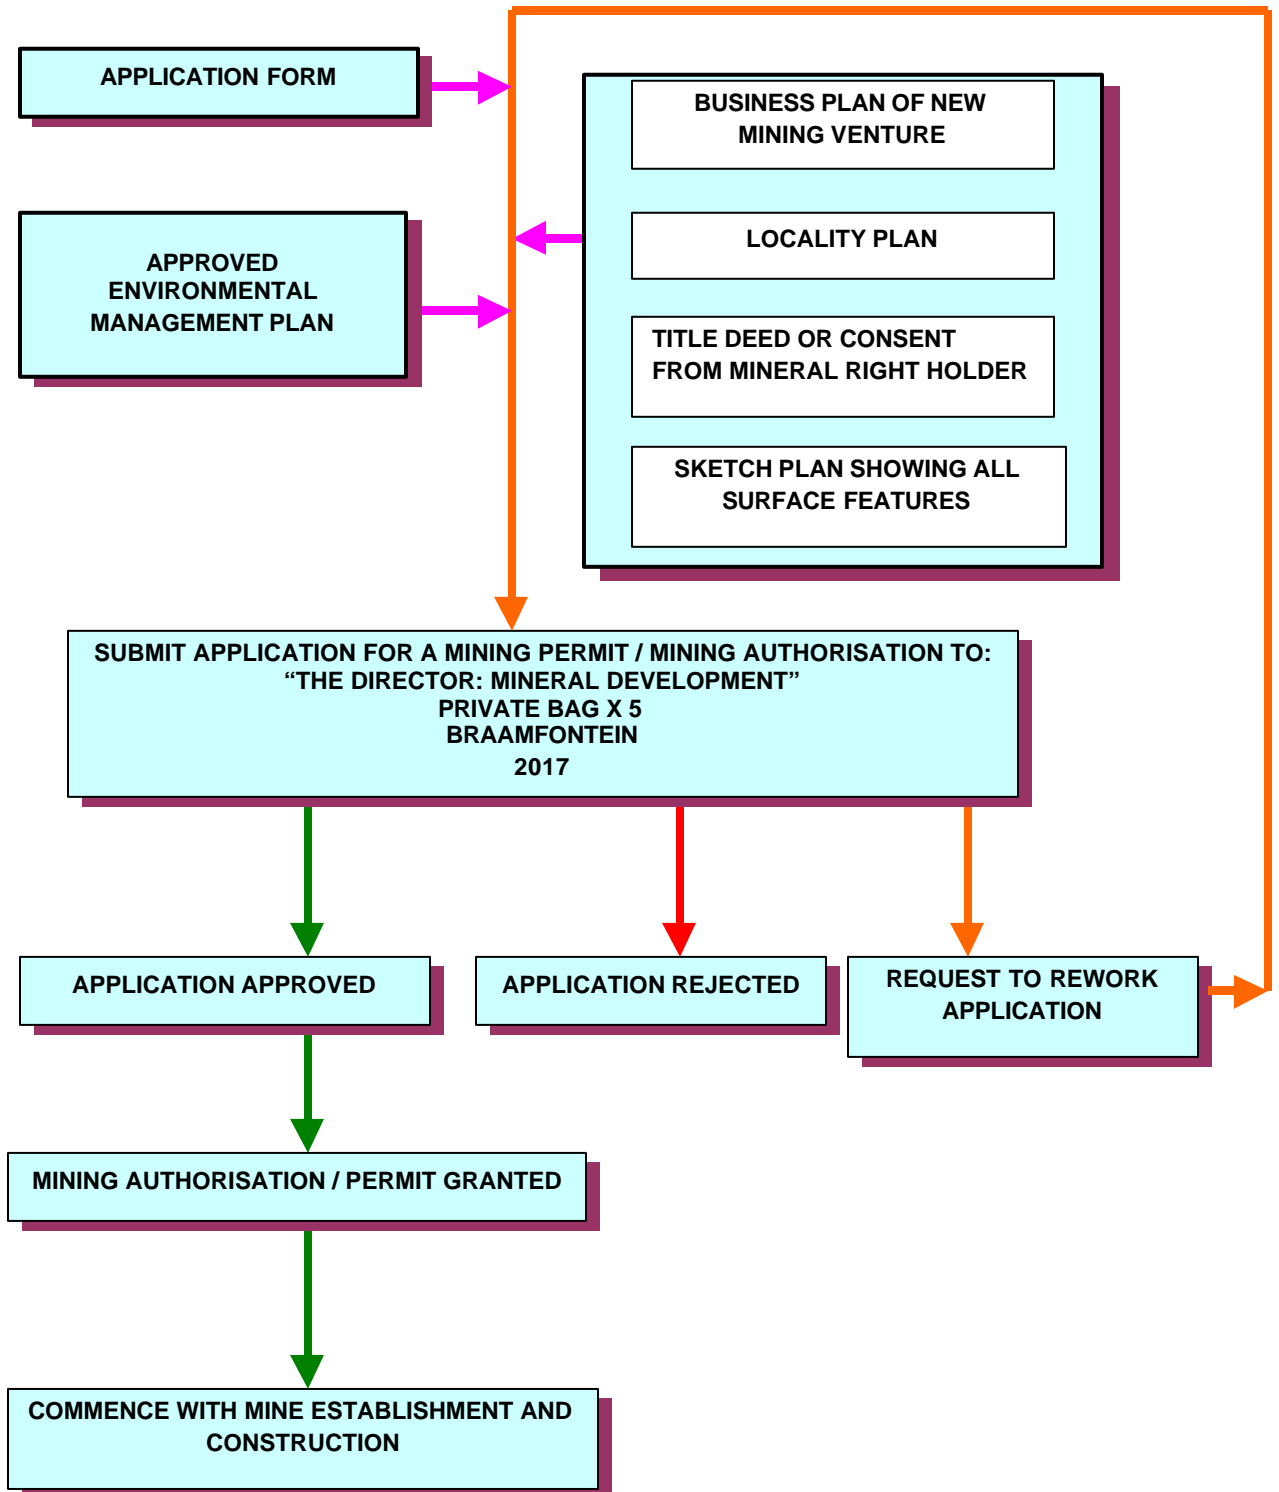 APPLICATION FORM
APPROVED
ENVIRONMENTAL
MANAGEMENT PLAN
BUSINESS PLAN OF NEW
MINING VENTURE
LOCALITY PLAN
TITLE DEED OR CONSENT
FROM MINERAL RIGHT HOLDER
SKETCH PLAN SHOWING ALL
SURFACE FEATURES
SUBMIT APPLICATION FOR A MINING PERMIT / MINING AUTHORISATION TO:
“THE DIRECTOR: MINERAL DEVELOPMENT”
PRIVATE BAG X 5
BRAAMFONTEIN
2017
APPLICATION APPROVED
APPLICATION REJECTED
REQUEST TO REWORK
APPLICATION
MINING AUTHORISATION / PERMIT GRANTED
COMMENCE WITH MINE ESTABLISHMENT AND
CONSTRUCTION